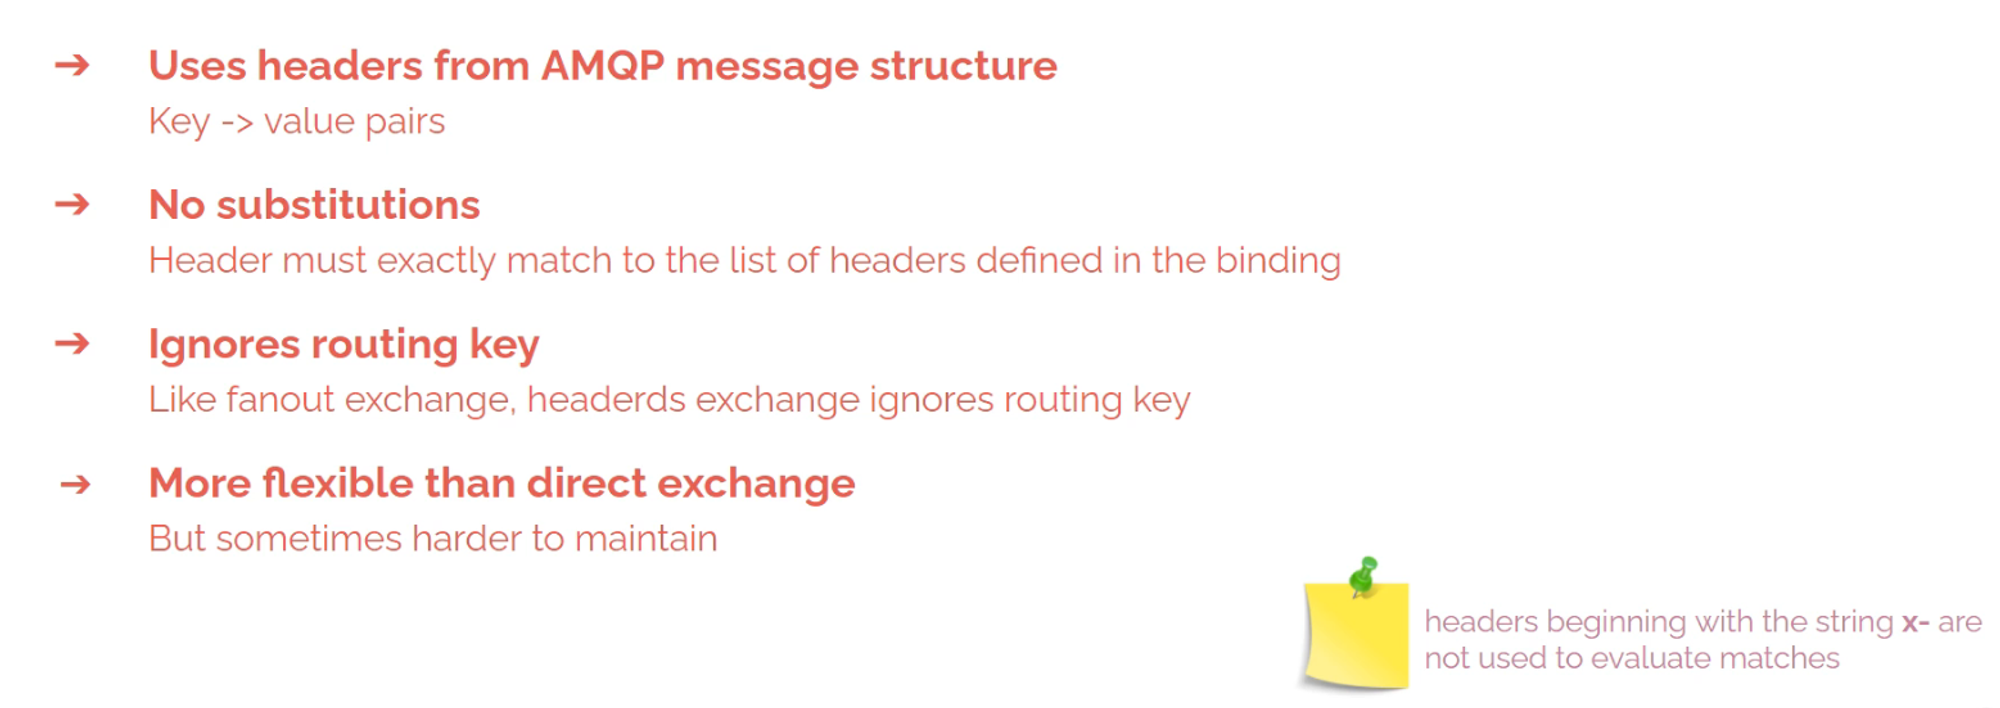 ➔ Uses headers from AMQP message structure
Key -> value pairs
➔ No substitutions
Header must exactly match to the list of headers defined in the binding
➔ Ignores routing key
Like fanout exchange, headerds exchange ignores routing key
➔ More flexible than direct exchange
But sometimes harder to maintain
headers beginning with the string x- are
not used to evaluate matches